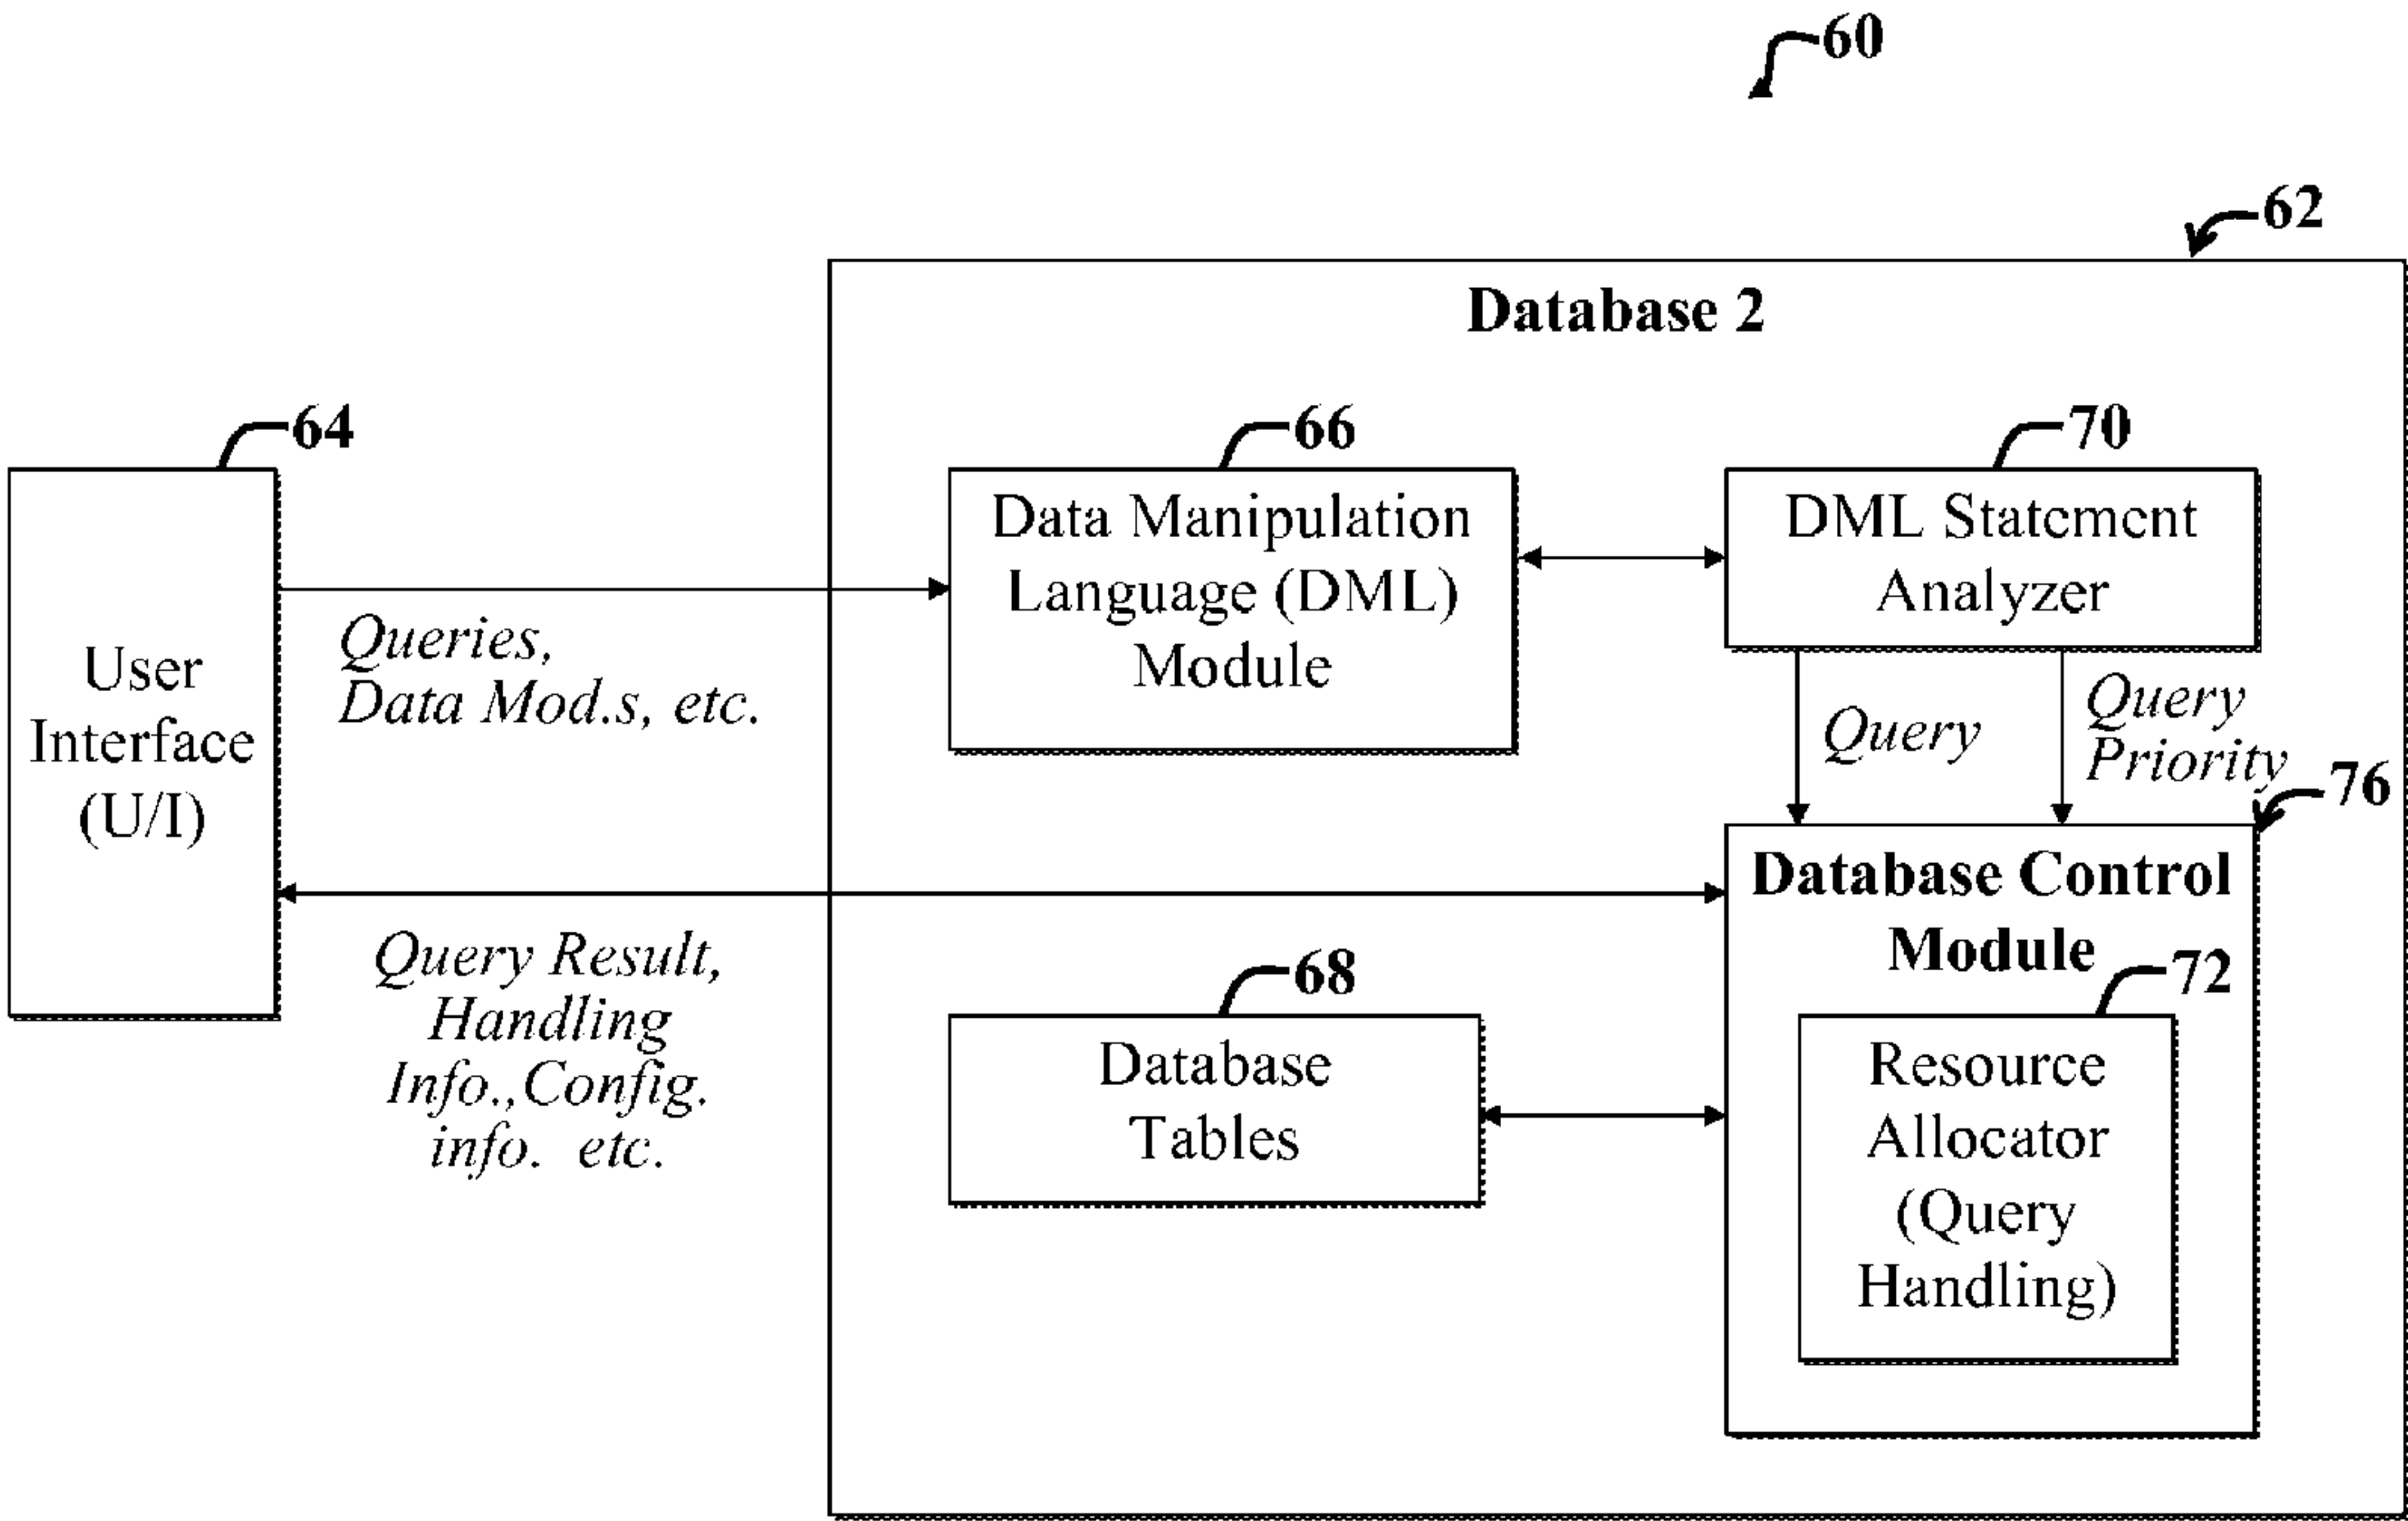 60
62
Database 2
64
66
70
Data Manipulation
Language (DML)
Module
DML Statement
Analyzer
User
Interface
(U/I)
Queries,
Data Mod.s, etc.
Query
Query
Priority
76
Database Control
Module
Query Result,
Handling
Info.,Config.
info. etc.
68
Database
Tables
72
Resource
Allocator
(Query
Handling)